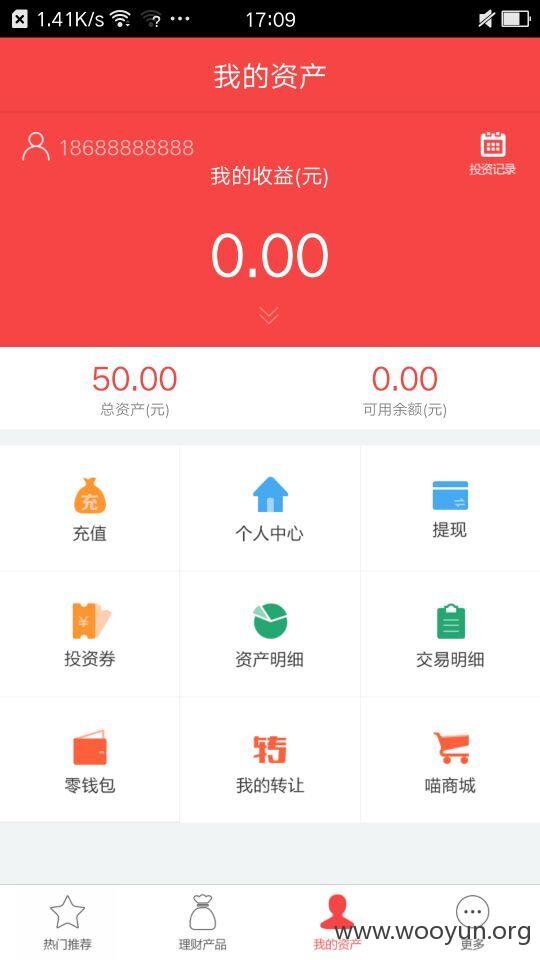 1.41K/s ? 17:09
我的资产
18688888888
投资记录
我的收益(元)
0.00
50.00 0.00
总资产(元) 可用余额(元)
充
充值 个人中心 提现
¥
投资券 资产明细 交易明细
转
零钱包 我的转让 喵商城
热门推荐 理财产品 我的资产 更多
www.wooyun.org